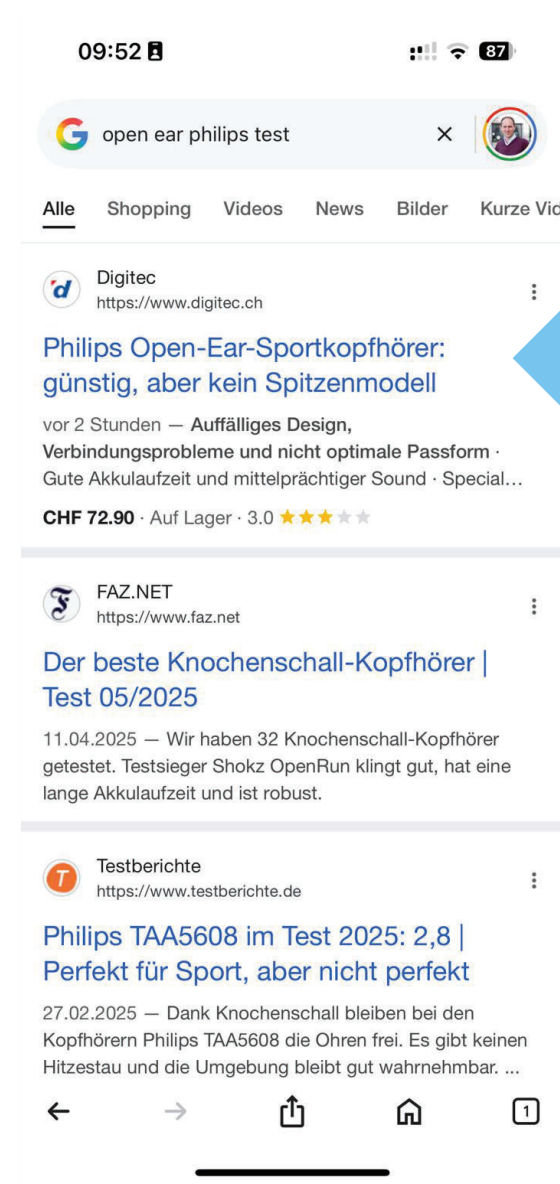 09:52
87
open ear philips test
Alle Shopping Videos News Bilder Kurze Vid
Digitec
https://www.digitec.ch
Philips Open-Ear-Sportkopfhörer:
günstig, aber kein Spitzenmodell
vor 2 Stunden — Auffälliges Design,
Verbindungsprobleme und nicht optimale Passform ·
Gute Akkulaufzeit und mittelprächtiger Sound · Special...
CHF 72.90 · Auf Lager · 3.0
FAZ.NET
https://www.faz.net
Der beste Knochenschall-Kopfhörer |
Test 05/2025
11.04.2025 — Wir haben 32 Knochenschall-Kopfhörer
getestet. Testsieger Shokz OpenRun klingt gut, hat eine
lange Akkulaufzeit und ist robust.
Testberichte
https://www.testberichte.de
Philips TAA5608 im Test 2025: 2,8 |
Perfekt für Sport, aber nicht perfekt
27.02.2025 — Dank Knochenschall bleiben bei den
Kopfhörern Philips TAA5608 die Ohren frei. Es gibt keinen
Hitzestau und die Umgebung bleibt gut wahrnehmbar. ...
1